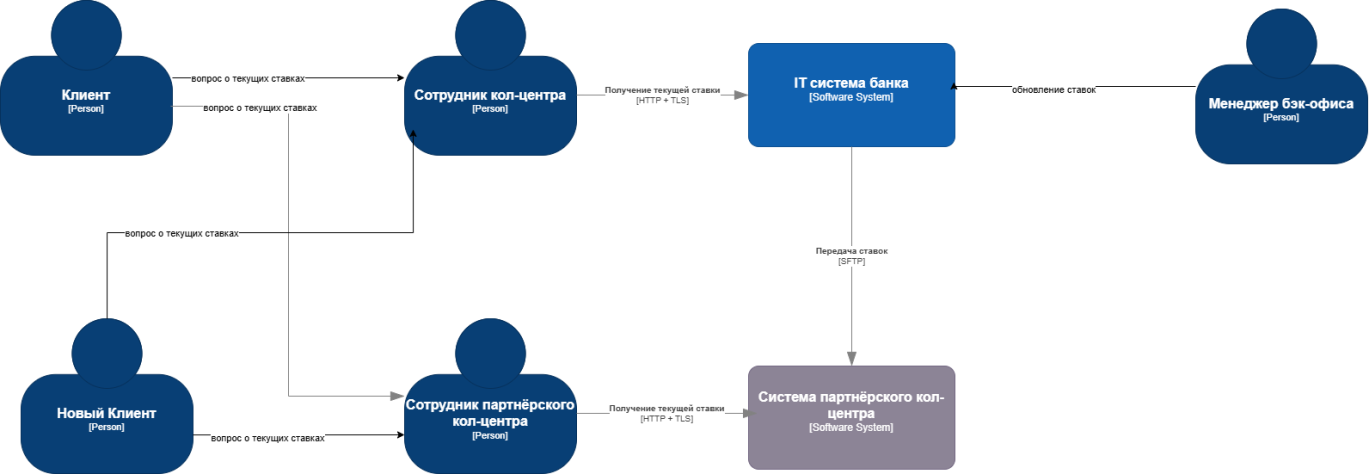 Клиент
[Person]
вопрос о текущих ставках
вопрос о текущих ставках
Сотрудник кол-центра
[Person]
Получение текущей ставки
[HTTP + TLS]
IT система банка
[Software System]
обновление ставок
Менеджер бэк-офиса
[Person]
вопрос о текущих ставках
Передача ставок
[SFTP]
Новый Клиент
[Person]
вопрос о текущих ставках
Сотрудник партнёрского
кол-центра
[Person]
Получение текущей ставки
[HTTP + TLS]
Система партнёрского кол-
центра
[Software System]